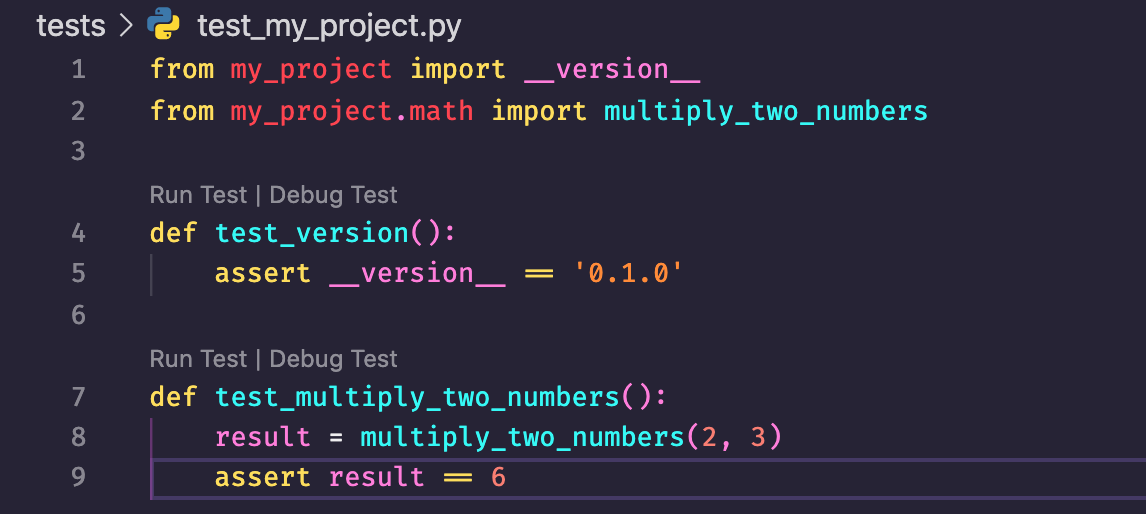 tests > test_my_project.py
1 from my_project import __version__
2 from my_project.math import multiply_two_numbers
3
Run Test | Debug Test
4 def test_version():
5     assert __version__ == '0.1.0'
6
Run Test | Debug Test
7 def test_multiply_two_numbers():
8     result = multiply_two_numbers(2, 3)
9     assert result == 6